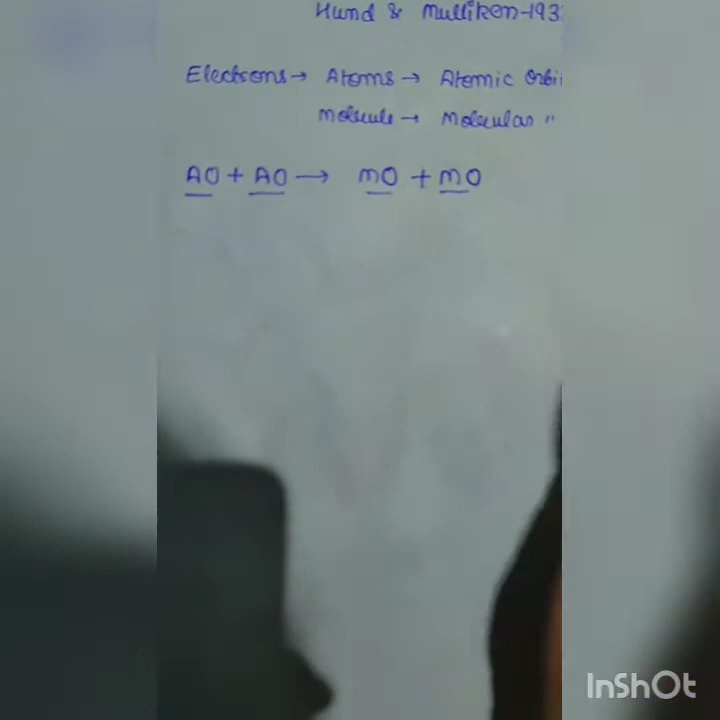 Hund & Mulliken-193
Electrons → Atoms → Atomic Orbi
Molecule → Molecular "
AO + AO → MO + MO
InShOt